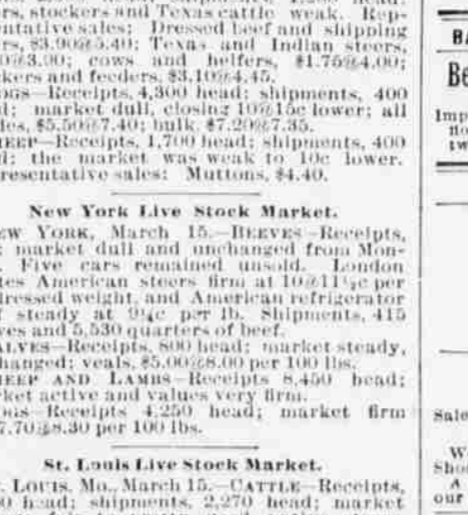 rs, stockers and Texas cattle weak. Rep-
entative sales: Dressed beef and shipping
rs, $3.90@5.40; Texas and Indian steers,
0@3.00; cows and heifers, $1.75@4.00;
kers and feeders, $3.10@4.45.
OGS—Receipts, 4,300 head; shipments, 400
d; market dull, closing 10@15c lower; all
des, $5.50@7.40; bulk, $7.20@7.35.
HEEP—Receipts, 1,700 head; shipments, 400
d; the market was weak to 10c lower.
resentative sales: Muttons, $4.40.
New York Live Stock Market.
EW YORK, March 15.—BEEVES—Receipts,
; market dull and unchanged from Mon-
. Five cars remained unsold. London
tes American steers firm at 10@11½c per
dressed weight, and American refrigerator
f steady at 9¼c per lb. Shipments, 415
ves and 5,530 quarters of beef.
ALVES—Receipts, 800 head; market steady,
hanged; veals, $5.00@8.00 per 100 lbs.
HEEP AND LAMBS—Receipts 8,450 head;
ket active and values very firm.
OGS—Receipts 4,250 head; market firm
7.70@8.30 per 100 lbs.
St. Louis Live Stock Market.
. LOUIS, Mo., March 15.—CATTLE—Receipts,
0 head; shipments, 2,270 head; market
BA
Be
Imp
no
tw
Sale
W
Shoe
A
our